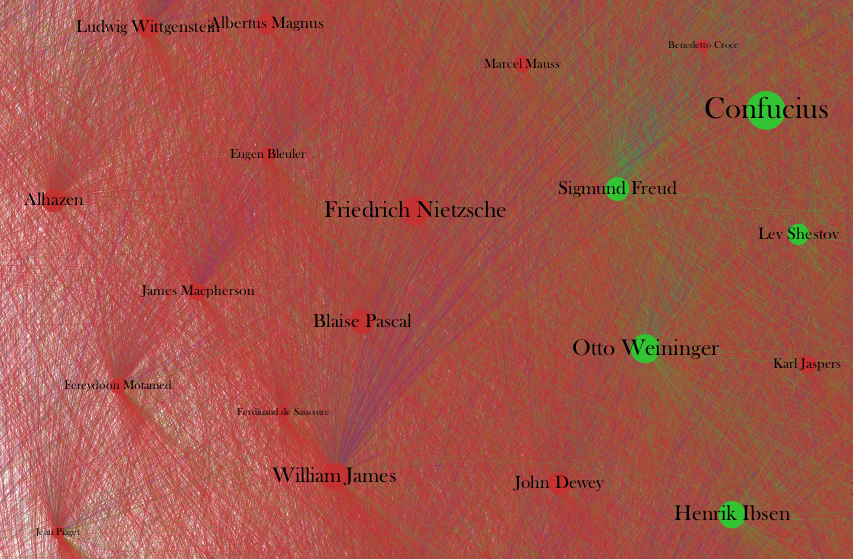 Ludwig Wittgenstein
Albertus Magnus
Benedetto Croce
Marcel Mauss
Confucius
Eugen Bleuler
Sigmund Freud
Alhazen
Friedrich Nietzsche
Lev Shestov
James Macpherson
Blaise Pascal
Otto Weininger
Karl Jaspers
Fereydoon Motamed
Ferdinand de Saussure
William James
John Dewey
Henrik Ibsen
Jean Piaget